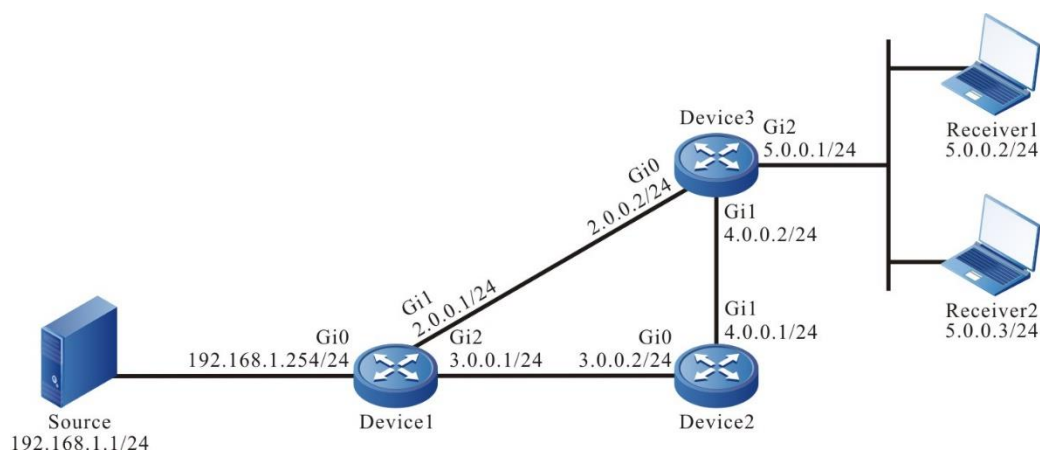 Device3
Gi2
5.0.0.1/24
Receiver1
5.0.0.2/24
Gi0
2.0.0.2/24
Gi1
4.0.0.2/24
Receiver2
5.0.0.3/24
Gi1
2.0.0.1/24
Gi1
4.0.0.1/24
Gi0
192.168.1.254/24
Gi2
3.0.0.1/24
Gi0
3.0.0.2/24
Source
192.168.1.1/24
Device1
Device2